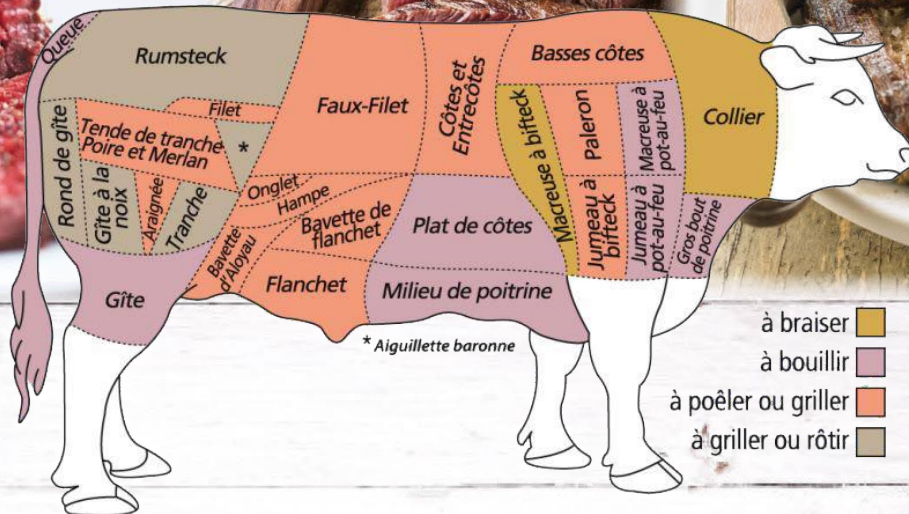 Queue
Rumsteck
Filet
Tende de tranche
Poire et Merlan
*
Rond de gîte
Gîte à la
noix
Araignée
Tranche
Gîte
Faux-Filet
Onglet
Hampe
Bavette
d'Aloyau
Bavette de
flanchet
Flanchet
Côtes et
Entrecôtes
Basses côtes
Macreuse à bifteck
Paleron
Macreuse à
pot-au-feu
Collier
Plat de côtes
Milieu de poitrine
Jumeau à
bifteck
Jumeau à
pot-au-feu
Gros bout
de poitrine
* Aiguillette baronne
à braiser
à bouillir
à poêler ou griller
à griller ou rôtir